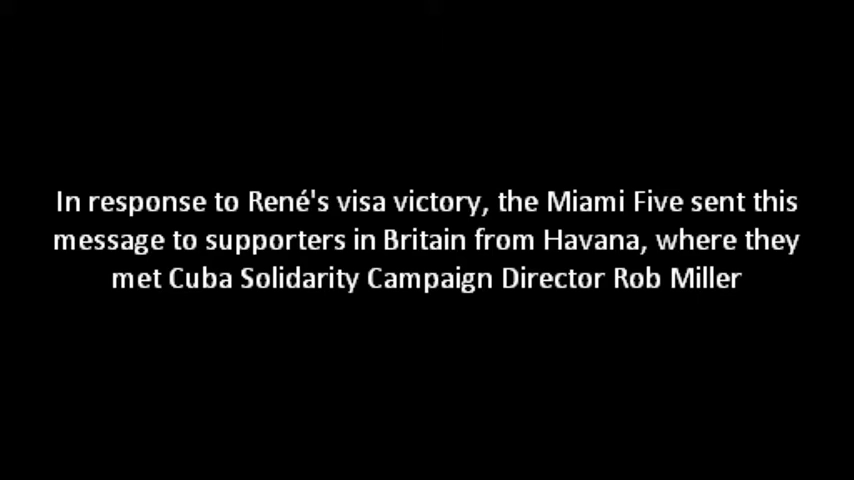 In response to René's visa victory, the Miami Five sent this
message to supporters in Britain from Havana, where they
met Cuba Solidarity Campaign Director Rob Miller